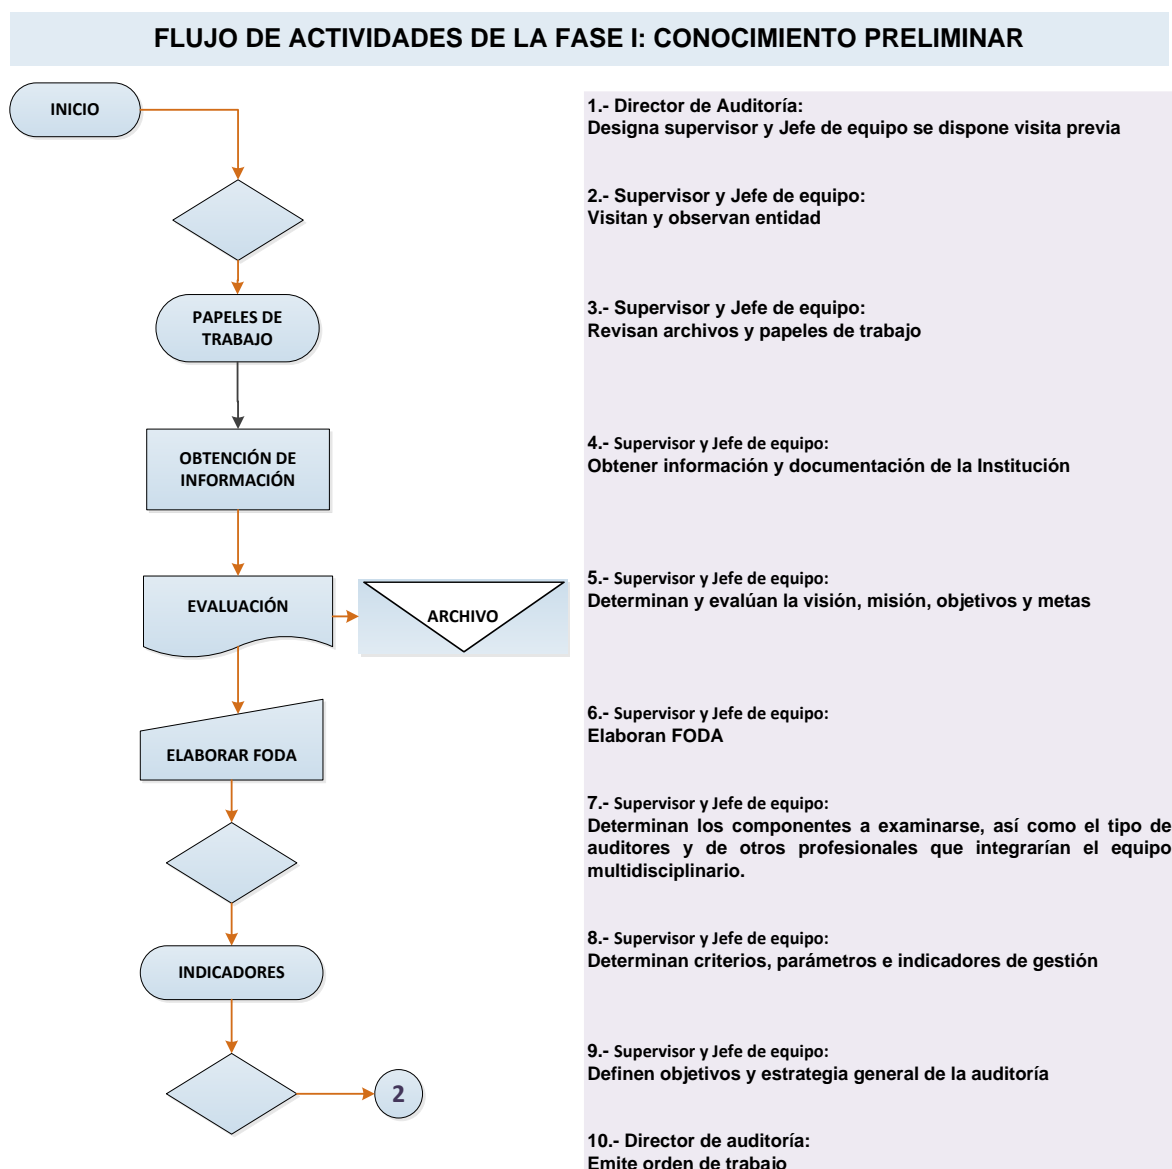 FLUJO DE ACTIVIDADES DE LA FASE I: CONOCIMIENTO PRELIMINAR
INICIO
PAPELES DE
TRABAJO
OBTENCIÓN DE
INFORMACIÓN
EVALUACIÓN
ARCHIVO
ELABORAR FODA
INDICADORES
2
1.- Director de Auditoría:
Designa supervisor y Jefe de equipo se dispone visita previa
2.- Supervisor y Jefe de equipo:
Visitan y observan entidad
3.- Supervisor y Jefe de equipo:
Revisan archivos y papeles de trabajo
4.- Supervisor y Jefe de equipo:
Obtener información y documentación de la Institución
5.- Supervisor y Jefe de equipo:
Determinan y evalúan la visión, misión, objetivos y metas
6.- Supervisor y Jefe de equipo:
Elaboran FODA
7.- Supervisor y Jefe de equipo:
Determinan los componentes a examinarse, así como el tipo de
auditores y de otros profesionales que integrarían el equipo
multidisciplinario.
8.- Supervisor y Jefe de equipo:
Determinan criterios, parámetros e indicadores de gestión
9.- Supervisor y Jefe de equipo:
Definen objetivos y estrategia general de la auditoría
10.- Director de auditoría:
Emite orden de trabajo